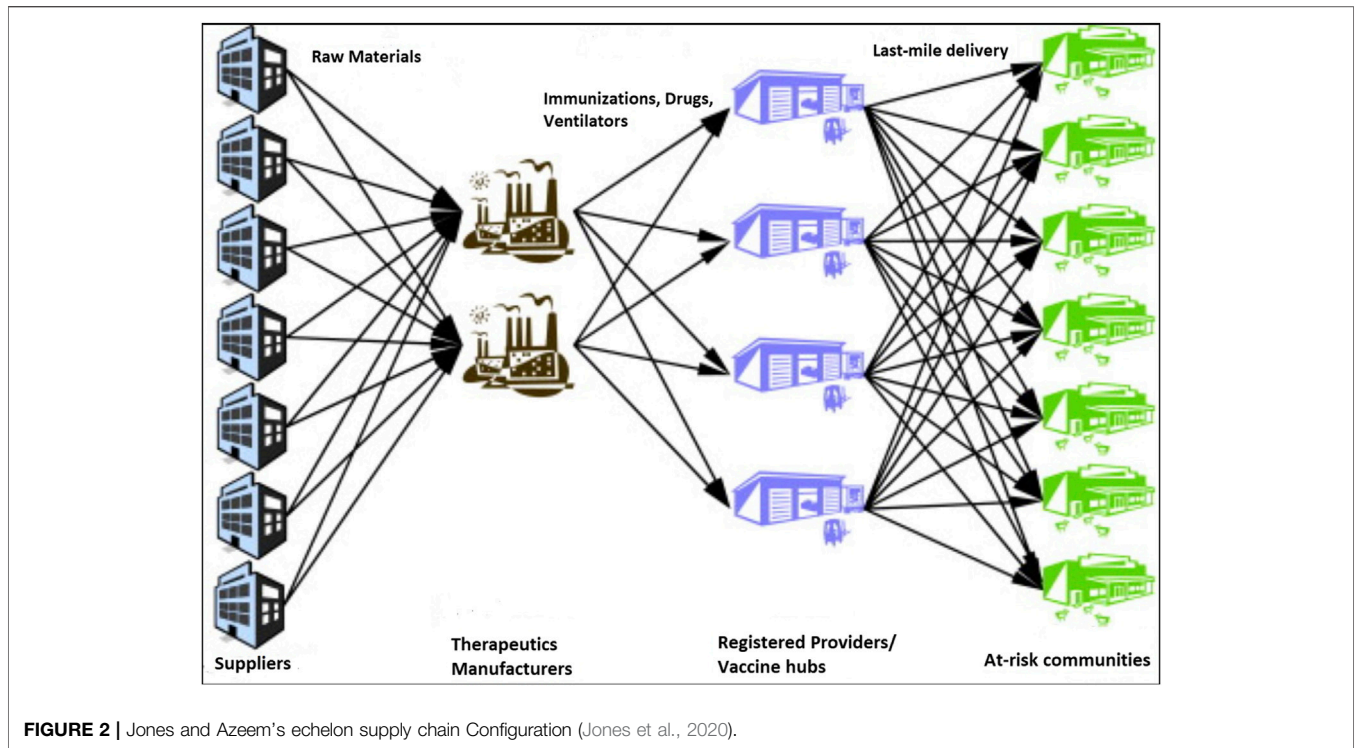 Raw Materials
Last-mile delivery
Immunizations, Drugs,
Ventilators
Suppliers
Therapeutics
Manufacturers
Registered Providers/
Vaccine hubs
At-risk communities
FIGURE 2 | Jones and Azeem’s echelon supply chain Configuration (Jones et al., 2020).